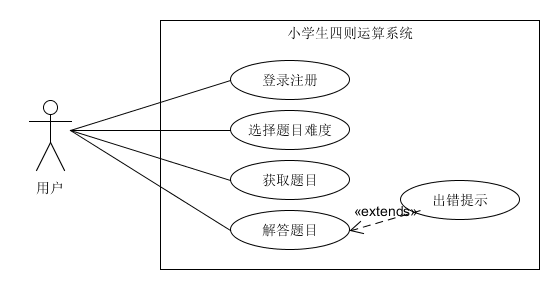 小学生四则运算系统
登录注册
选择题目难度
获取题目
用户
出错提示
«extends»
解答题目